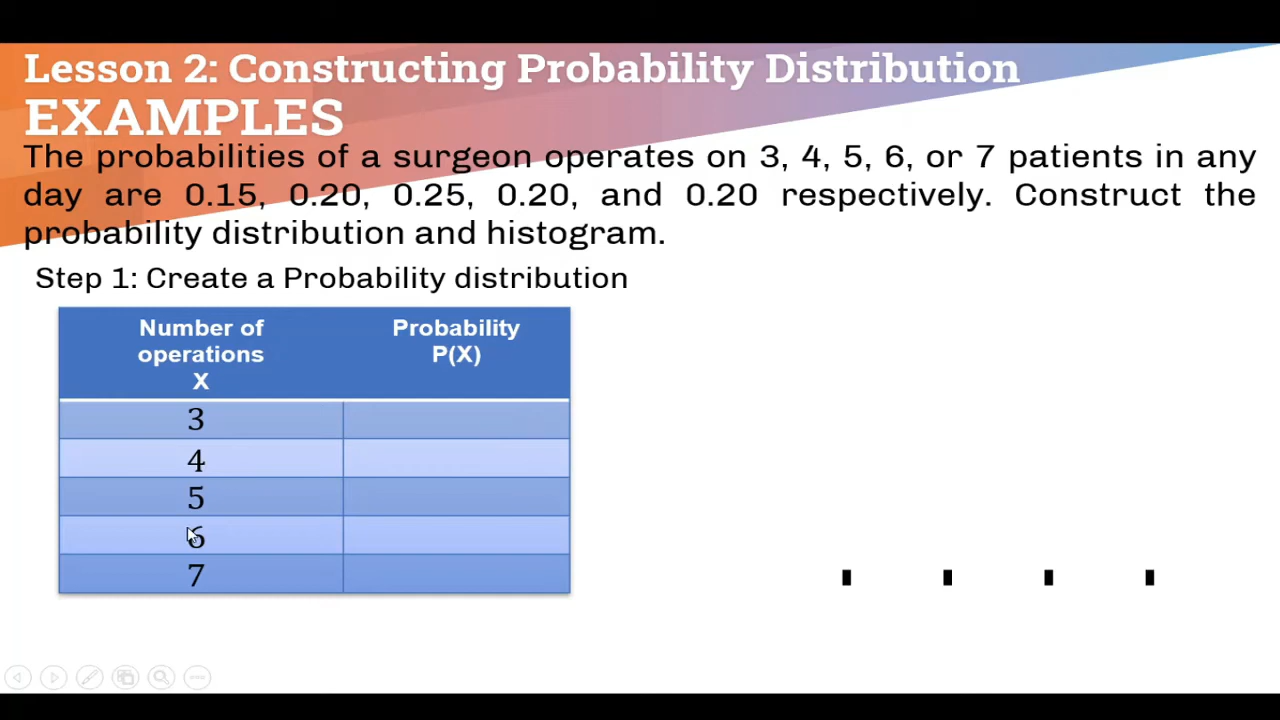 Lesson 2: Constructing Probability Distribution
EXAMPLES
The probabilities of a surgeon operates on 3, 4, 5, 6, or 7 patients in any
day are 0.15, 0.20, 0.25, 0.20, and 0.20 respectively. Construct the
probability distribution and histogram.
Step 1: Create a Probability distribution
Number of operations X
Probability P(X)
3
4
5
6
7